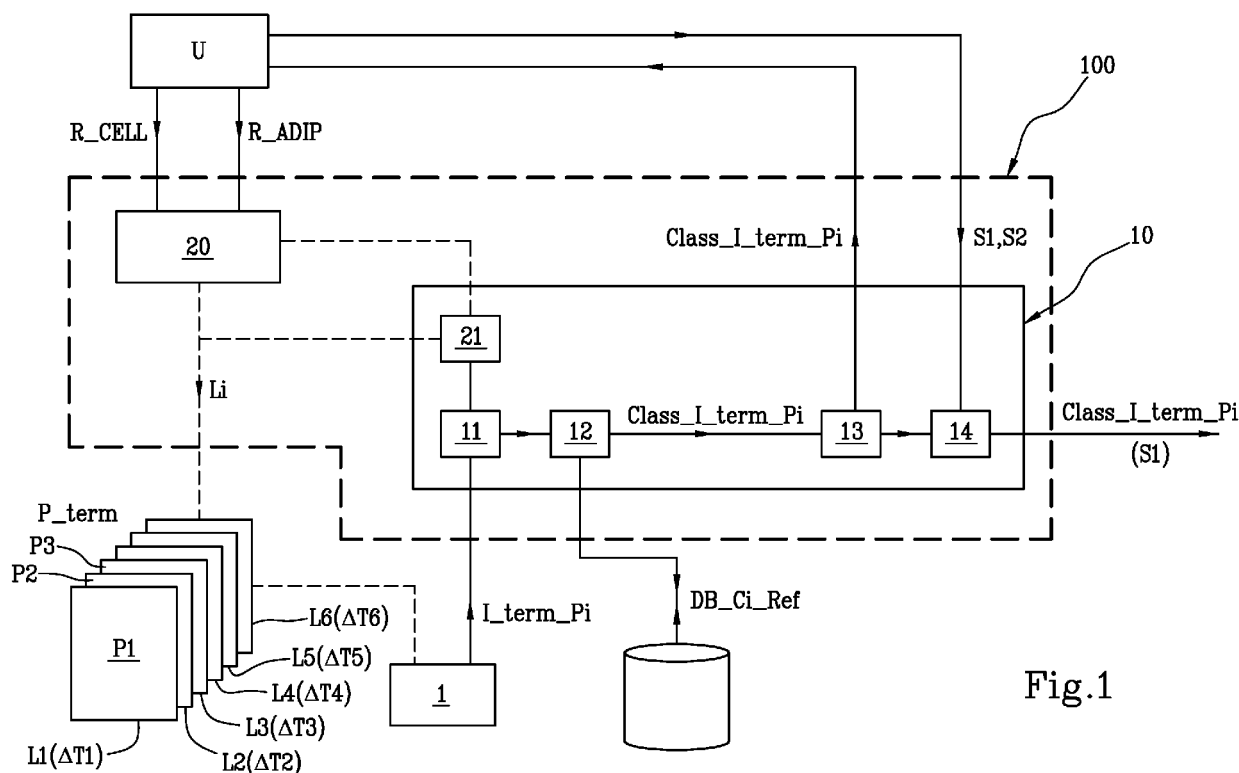 U
100
R_CELL
R_ADIP
20
Class_I_term_Pi
S1,S2
10
21
Li
11
12
Class_I_term_Pi
13
14
Class_I_term_Pi
(S1)
P_term
P3
P2
P1
I_term_Pi
DB_Ci_Ref
L6(ΔT6)
L5(ΔT5)
L4(ΔT4)
L3(ΔT3)
L2(ΔT2)
L1(ΔT1)
1
Fig.1